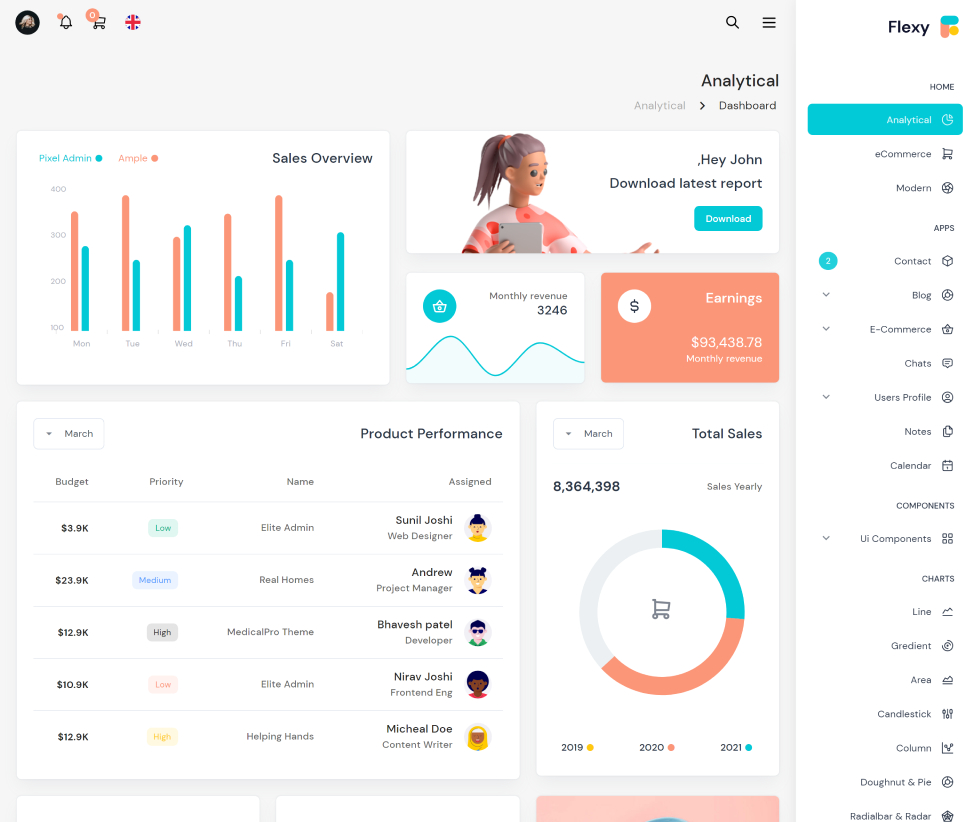 0
Flexy
HOME
Analytical
eCommerce
Modern
APPS
Contact
2
Blog
E-Commerce
Chats
Users Profile
Notes
Calendar
COMPONENTS
Ui Components
CHARTS
Line
Gredient
Area
Candlestick
Column
Doughnut & Pie
Radialbar & Radar
Analytical
Analytical
Dashboard
Sales Overview
Pixel Admin
Ample
400
300
200
100
Mon Tue Wed Thu Fri Sat
,Hey John
Download latest report
Download
Monthly revenue
3246
$
Earnings
$93,438.78
Monthly revenue
March
Product Performance
Budget Priority Name Assigned
$3.9K Low Elite Admin Sunil Joshi
Web Designer
$23.9K Medium Real Homes Andrew
Project Manager
$12.9K High MedicalPro Theme Bhavesh patel
Developer
$10.9K Low Elite Admin Nirav Joshi
Frontend Eng
$12.9K High Helping Hands Micheal Doe
Content Writer
March
Total Sales
8,364,398
Sales Yearly
2019 2020 2021